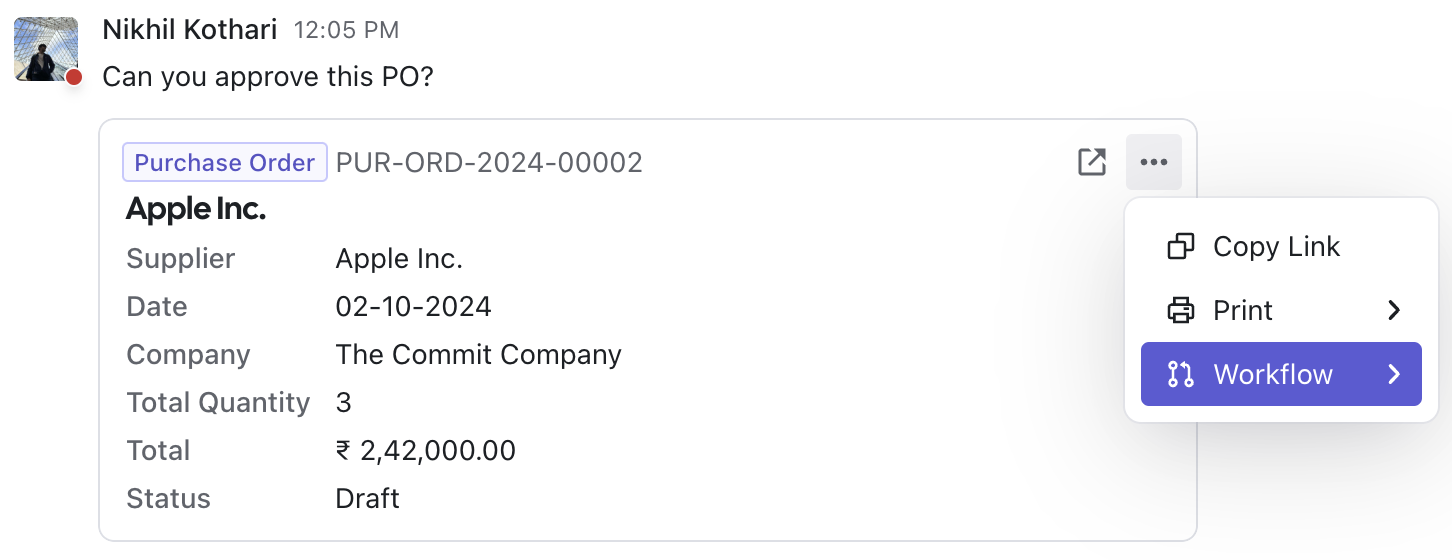 Nikhil Kothari 12:05 PM
Can you approve this PO?
Purchase Order PUR-ORD-2024-00002
Apple Inc.
Supplier Apple Inc.
Date 02-10-2024
Company The Commit Company
Total Quantity 3
Total ₹ 2,42,000.00
Status Draft
Copy Link
Print
Workflow